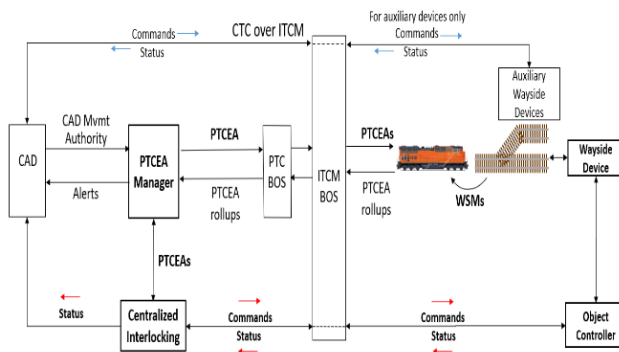 For auxiliary devices only
Commands
CTC over ITCM
Commands
Status
Status
Auxiliary
Wayside
Devices
CAD Mvmt
Authority
PTCEA
PTCEAs
CAD
PTCEA
Manager
PTC
BOS
ITCM
BOS
Wayside
Device
Alerts
PTCEA
rollups
PTCEA
rollups
WSMs
PTCEAs
Status
Centralized
Interlocking
Commands
Status
Commands
Status
Object
Controller